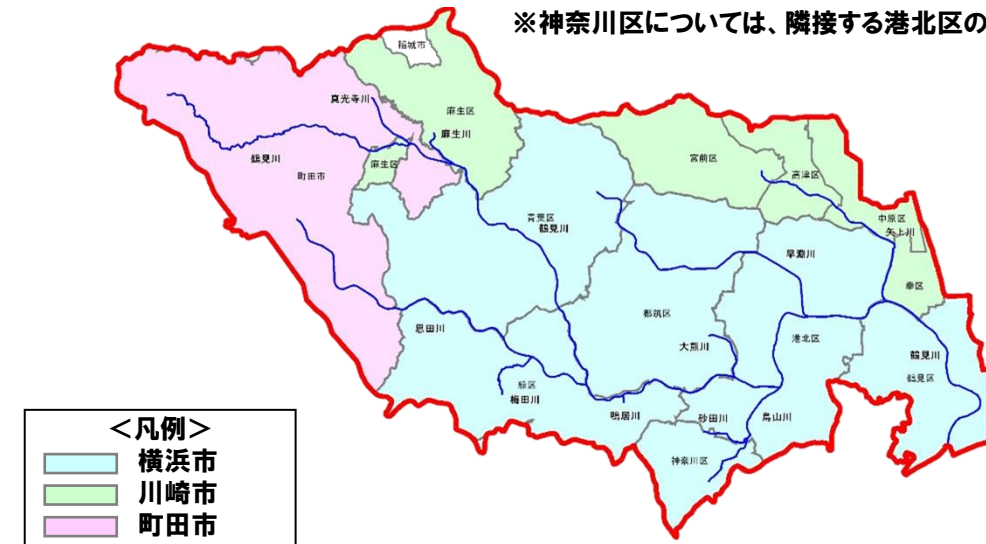 ※神奈川区については、隣接する港北区の
稲城市
真光寺川
麻生区
麻生川
鶴見川
町田市
麻生区
宮前区
高津区
中原区
矢上川
幸区
青葉区
鶴見川
早淵川
都筑区
大熊川
港北区
恩田川
緑区
梅田川
鴨居川
砂田川
鳥山川
神奈川区
鶴見川
鶴見区
<凡例>
横浜市
川崎市
町田市